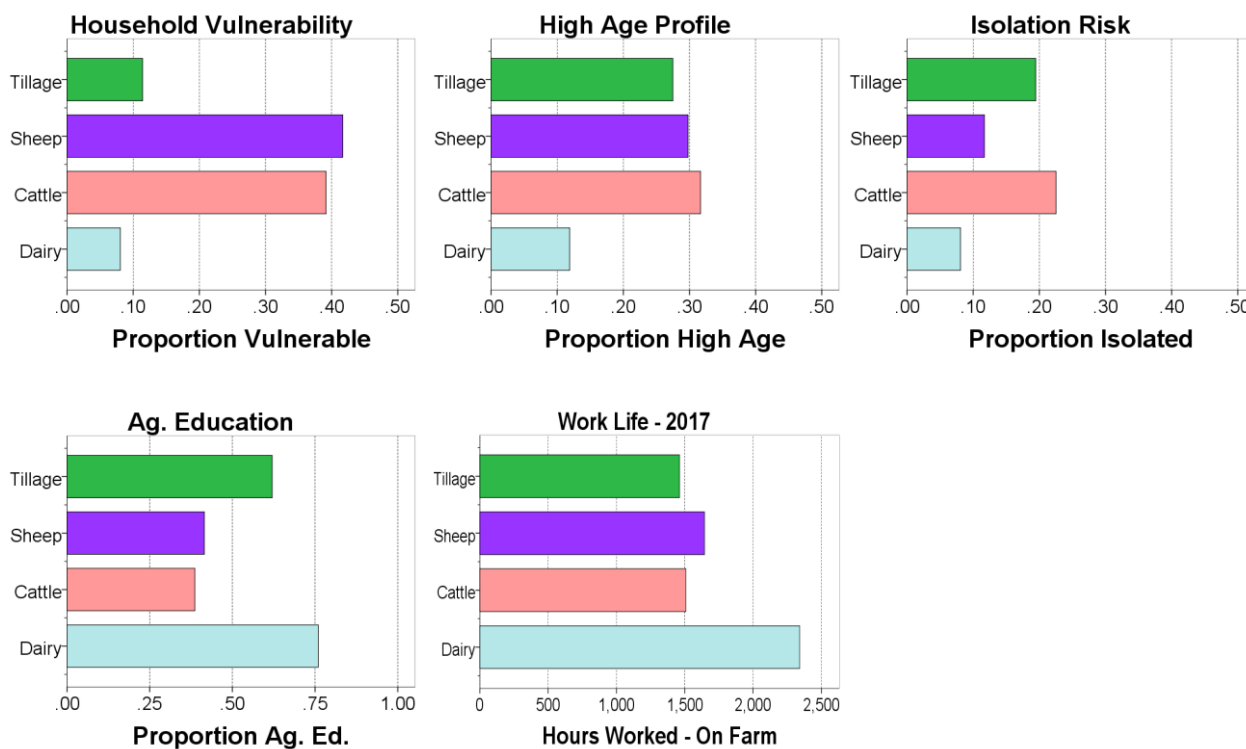 Household Vulnerability
Tillage
Sheep
Cattle
Dairy
.00 .10 .20 .30 .40 .50
Proportion Vulnerable
High Age Profile
Tillage
Sheep
Cattle
Dairy
.00 .10 .20 .30 .40 .50
Proportion High Age
Isolation Risk
Tillage
Sheep
Cattle
Dairy
.00 .10 .20 .30 .40 .50
Proportion Isolated
Ag. Education
Tillage
Sheep
Cattle
Dairy
.00 .25 .50 .75 1.00
Proportion Ag. Ed.
Work Life - 2017
Tillage
Sheep
Cattle
Dairy
0 500 1,000 1,500 2,000 2,500
Hours Worked - On Farm